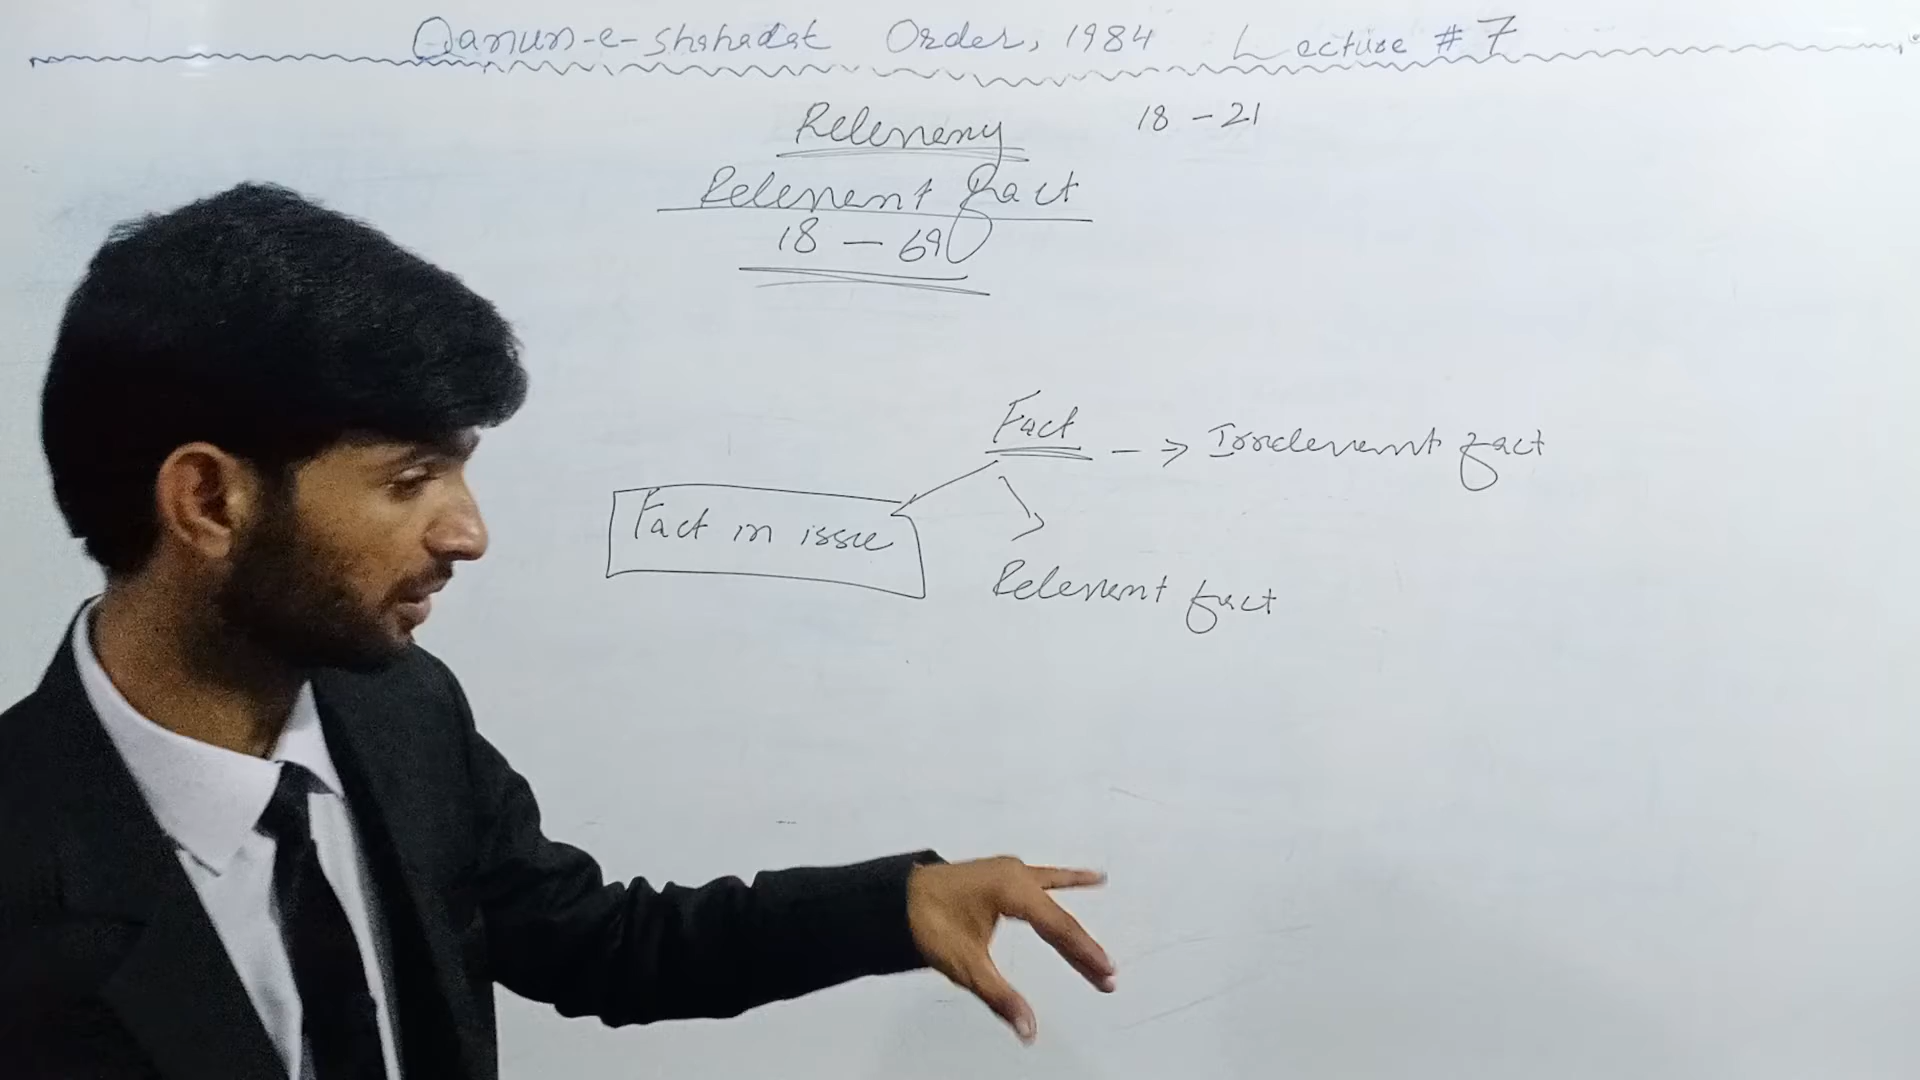 Qanun-e-Shahadat Order, 1984 Lecture #7
Relevancy 18 - 21
Relevent fact
18 - 69
Fact -> Irrelevent fact
Fact in issue
Relevent fact